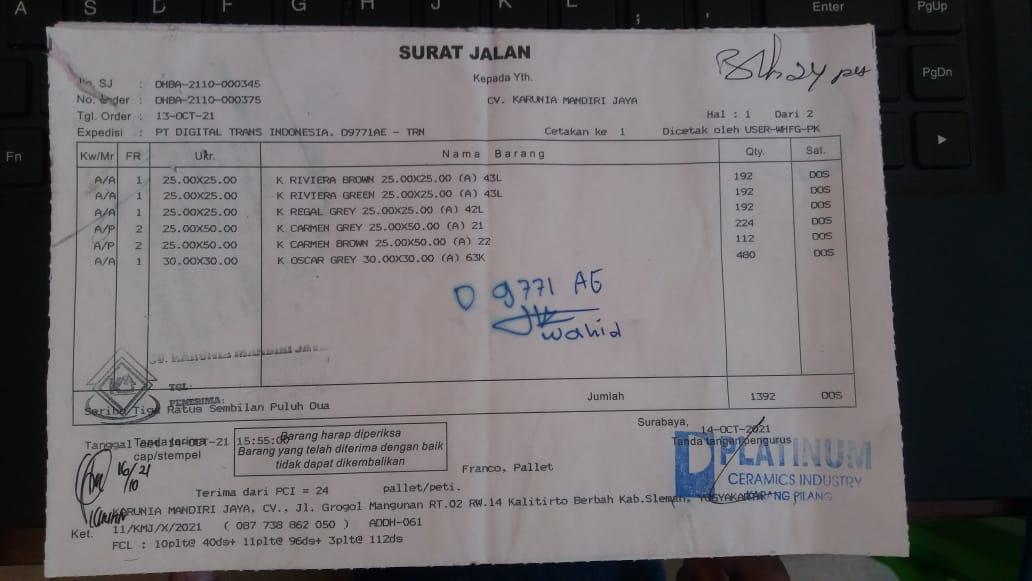 SURAT JALAN
Kepada Yth.
No. SJ : DHBA-2110-000345
No. Order : DHBA-2110-000375
CV. KARUNIA MANDIRI JAYA
24 pls
Tgl. Order : 13-OCT-21
Hal : 1 Dari 2
Expedisi : PT DIGITAL TRANS INDONESIA. D9771AE - TRN Cetakan ke 1 Dicetak oleh USER-WHFG-PK
Kw/Mr FR Ukr. Nama Barang Qty. Sat.
A/A 1 25.00X25.00 K RIVIERA BROWN 25.00X25.00 (A) 43L 192 DOS
A/A 1 25.00X25.00 K RIVIERA GREEN 25.00X25.00 (A) 43L 192 DOS
A/A 1 25.00X25.00 K REGAL GREY 25.00X25.00 (A) 42L 192 DOS
A/P 2 25.00X50.00 K CARMEN GREY 25.00X50.00 (A) 21 224 DOS
A/P 2 25.00X50.00 K CARMEN BROWN 25.00X50.00 (A) 22 112 DOS
A/A 1 30.00X30.00 K OSCAR GREY 30.00X30.00 (A) 63K 480 DOS
D 9771 AE
Wahid
CV. KARUNIA MANDIRI JAYA
TGL:
PENERIMA:
Jumlah 1392 DOS
Seribu Tiga Ratus Sembilan Puluh Dua
Surabaya, 14-OCT-2021
Tanggal 14-OCT-21 15:55:00
Tanda terima
cap/stempel
Barang harap diperiksa
Barang yang telah diterima dengan baik
tidak dapat dikembalikan
Tanda tangan pengurus
PLATINUM
CERAMICS INDUSTRY
KARANG PILANG
16/21
10
Franco, Pallet
Terima dari PCI = 24 pallet/peti.
KARUNIA MANDIRI JAYA, CV., Jl. Grogol Mangunan RT.02 RW.14 Kalitirto Berbah Kab.Sleman, YOGYAKARTA
11/KMJ/X/2021 ( 087 738 862 050 ) ADDH-061
Ket.
FCL : 10plt@ 40ds+ 11plt@ 96ds+ 3plt@ 112ds
A S D F G H J K L ; '
Enter
PgUp
PgDn
Fn